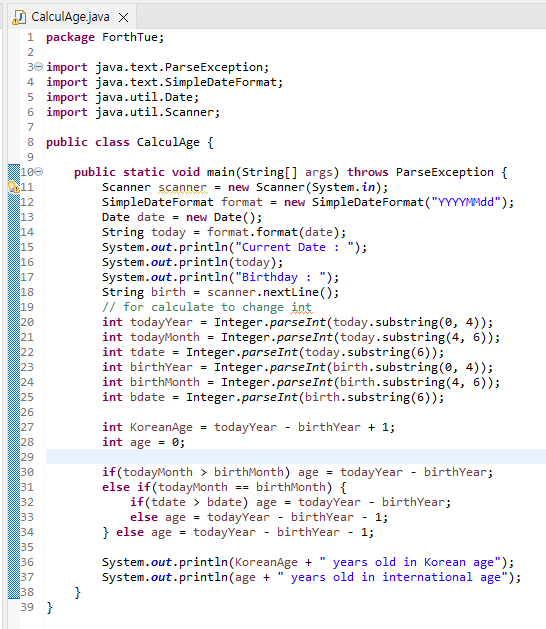 CalculAge.java
1 package ForthTue;
2
3 import java.text.ParseException;
4 import java.text.SimpleDateFormat;
5 import java.util.Date;
6 import java.util.Scanner;
7
8 public class CalculAge {
9
10 public static void main(String[] args) throws ParseException {
11 Scanner scanner = new Scanner(System.in);
12 SimpleDateFormat format = new SimpleDateFormat("YYYYMMdd");
13 Date date = new Date();
14 String today = format.format(date);
15 System.out.println("Current Date : ");
16 System.out.println(today);
17 System.out.println("Birthday : ");
18 String birth = scanner.nextLine();
19 // for calculate to change int
20 int todayYear = Integer.parseInt(today.substring(0, 4));
21 int todayMonth = Integer.parseInt(today.substring(4, 6));
22 int tdate = Integer.parseInt(today.substring(6));
23 int birthYear = Integer.parseInt(birth.substring(0, 4));
24 int birthMonth = Integer.parseInt(birth.substring(4, 6));
25 int bdate = Integer.parseInt(birth.substring(6));
26
27 int KoreanAge = todayYear - birthYear + 1;
28 int age = 0;
29
30 if(todayMonth > birthMonth) age = todayYear - birthYear;
31 else if(todayMonth == birthMonth) {
32 if(tdate > bdate) age = todayYear - birthYear;
33 else age = todayYear - birthYear - 1;
34 } else age = todayYear - birthYear - 1;
35
36 System.out.println(KoreanAge + " years old in Korean age");
37 System.out.println(age + " years old in international age");
38 }
39 }